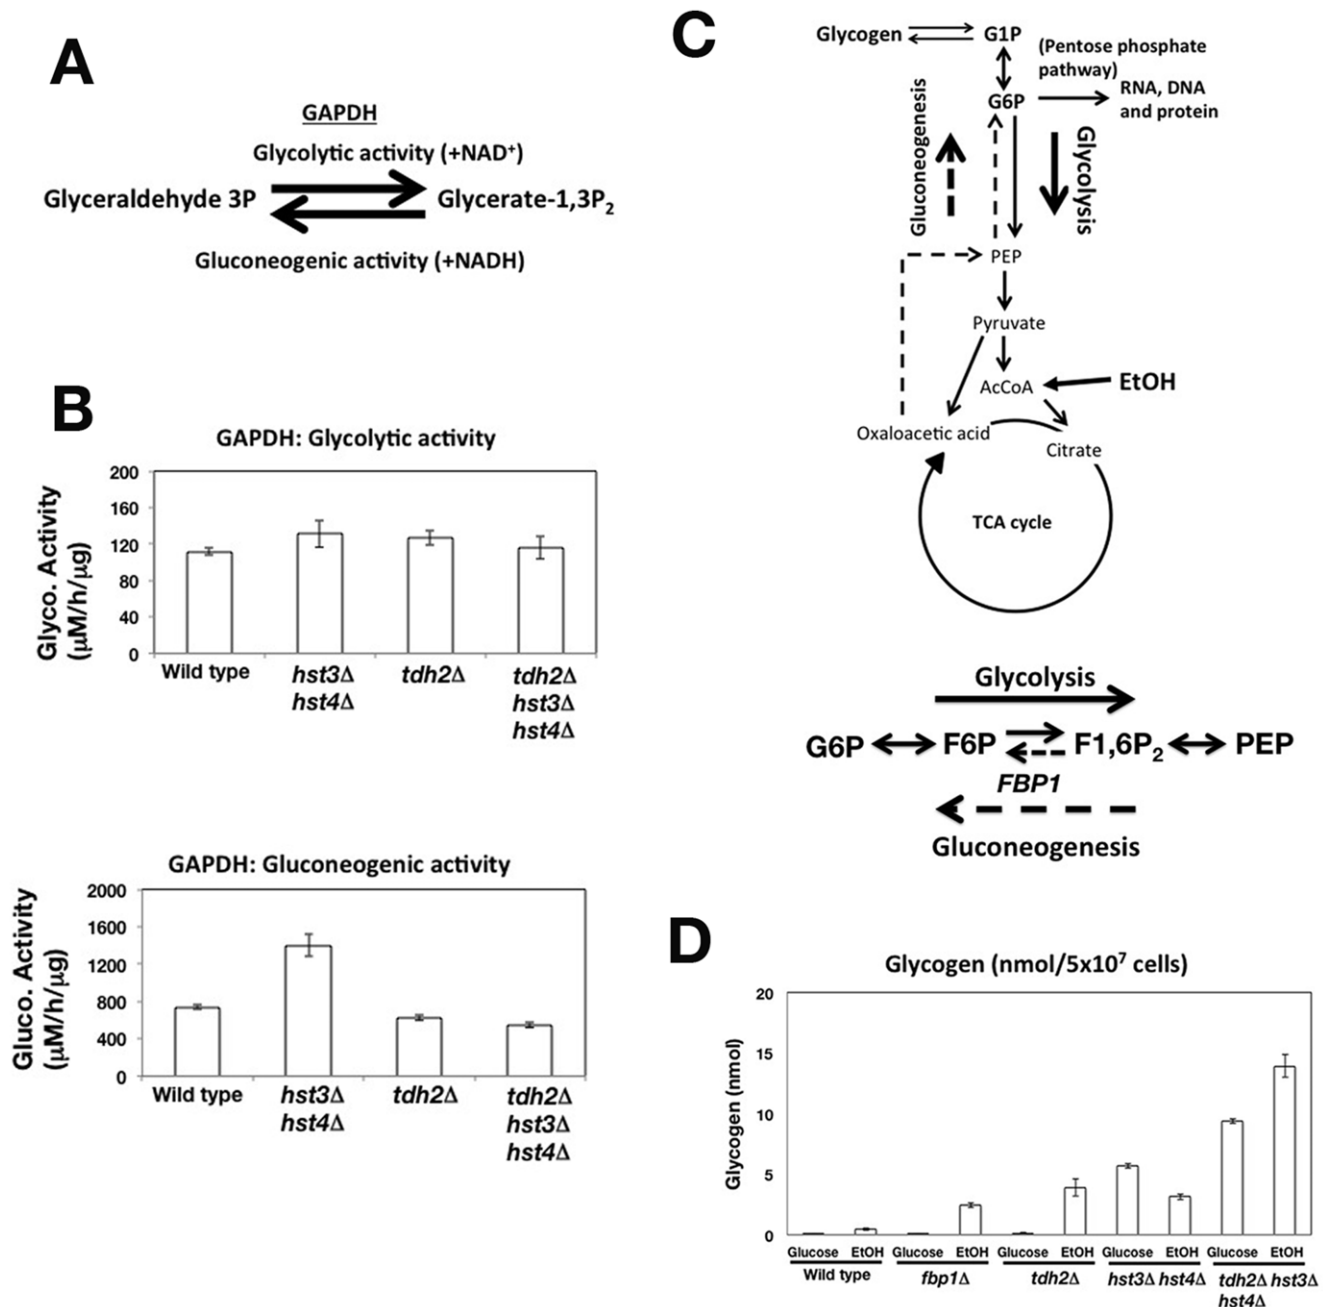 A
GAPDH
Glycolytic activity (+NAD⁺)
Glyceraldehyde 3P
Glycerate-1,3P₂
Gluconeogenic activity (+NADH)
B
GAPDH: Glycolytic activity
Glyco. Activity
(µM/h/µg)
200
160
120
80
40
0
Wild type
hst3Δ
hst4Δ
tdh2Δ
tdh2Δ
hst3Δ
hst4Δ
GAPDH: Gluconeogenic activity
Gluco. Activity
(µM/h/µg)
2000
1600
1200
800
400
0
Wild type
hst3Δ
hst4Δ
tdh2Δ
tdh2Δ
hst3Δ
hst4Δ
C
Glycogen
G1P
(Pentose phosphate
pathway)
G6P
RNA, DNA
and protein
Gluconeogenesis
Glycolysis
PEP
Pyruvate
AcCoA
EtOH
Oxaloacetic acid
Citrate
TCA cycle
Glycolysis
G6P
F6P
F1,6P₂
PEP
FBP1
Gluconeogenesis
D
Glycogen (nmol/5x10⁷ cells)
Glycogen (nmol)
20
15
10
5
0
Glucose EtOH Glucose EtOH Glucose EtOH Glucose EtOH Glucose EtOH
Wild type
fbp1Δ
tdh2Δ
hst3Δ hst4Δ
tdh2Δ hst3Δ
hst4Δ